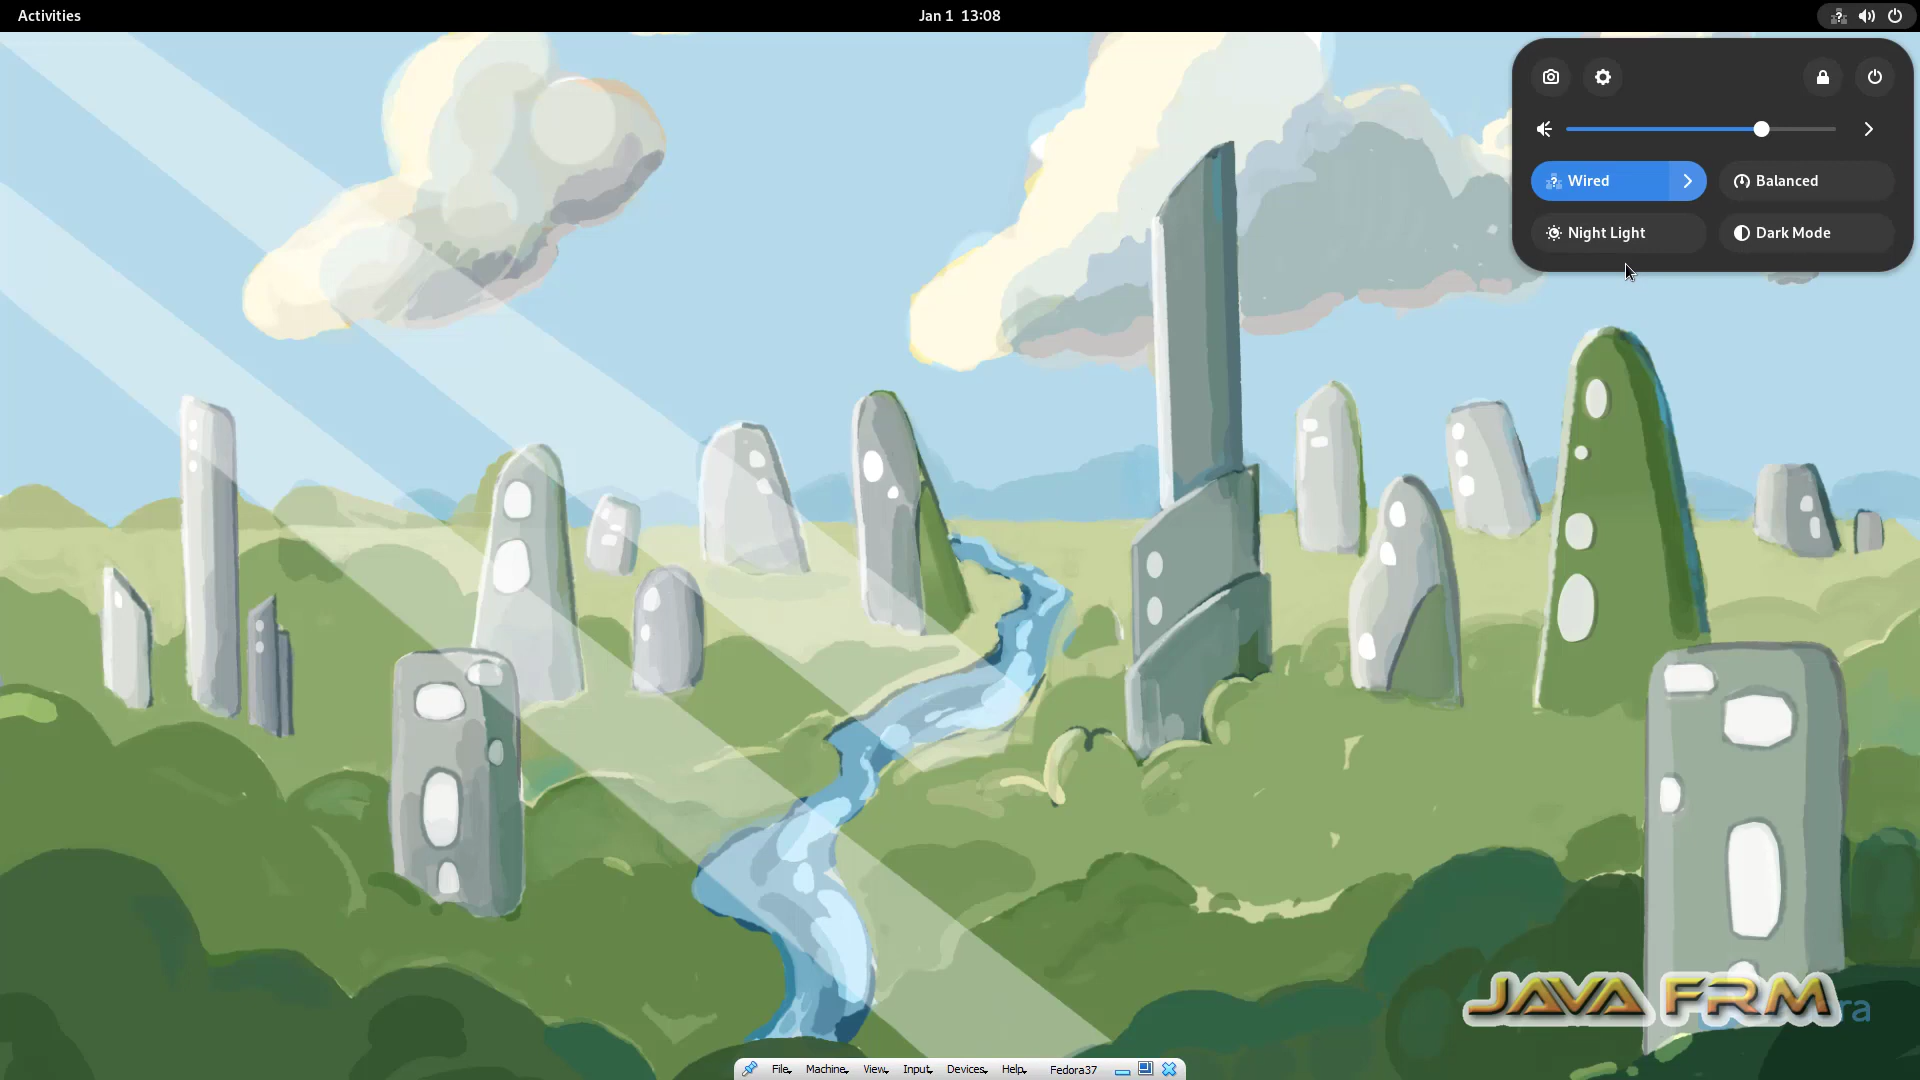 Activities
Jan 1 13:08
Wired
Balanced
Night Light
Dark Mode
JAVA FRM
ra
File
Machine
View
Input
Devices
Help
Fedora37